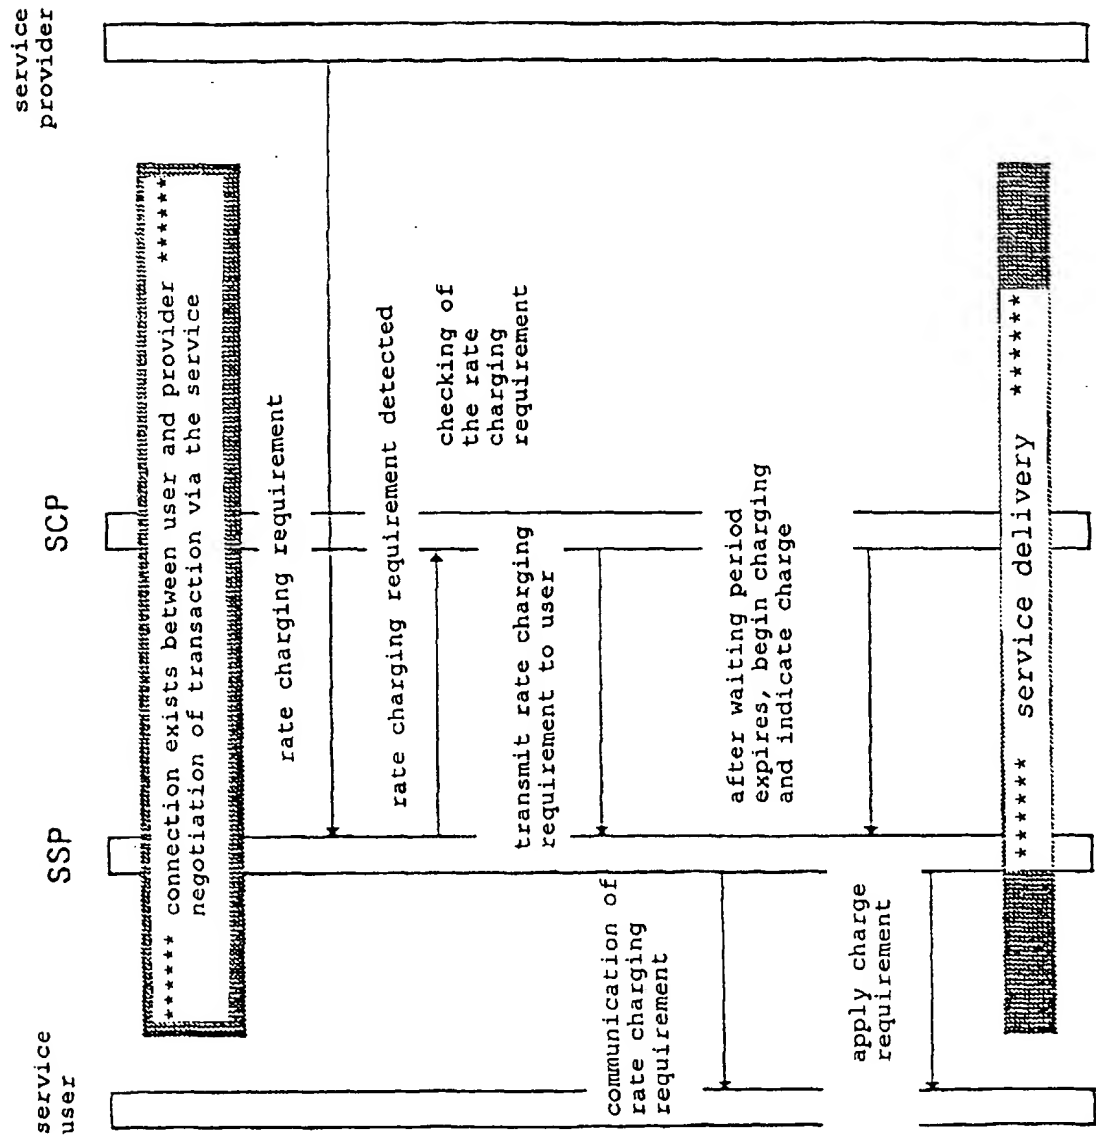 service
user
SSP
SCP
service
provider
****** connection exists between user and provider ******
negotiation of transaction via the service
rate charging requirement
rate charging requirement detected
checking of
the rate
charging
requirement
transmit rate charging
requirement to user
communication of
rate charging
requirement
after waiting period
expires, begin charging
and indicate charge
apply charge
requirement
****** service delivery ******